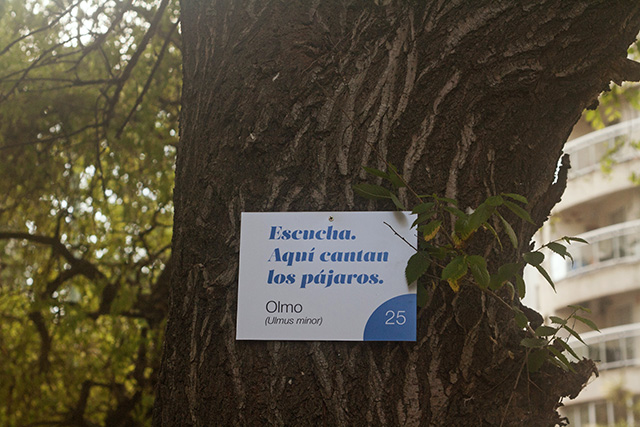 Escucha.
Aquí cantan
los pájaros.
Olmo
(Ulmus minor)
25